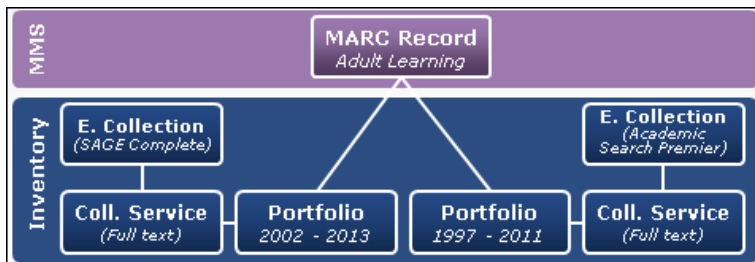 MMS
MARC Record
Adult Learning
Inventory
E. Collection
(SAGE Complete)
E. Collection
(Academic
Search Premier)
Coll. Service
(Full text)
Portfolio
2002 - 2013
Portfolio
1997 - 2011
Coll. Service
(Full text)